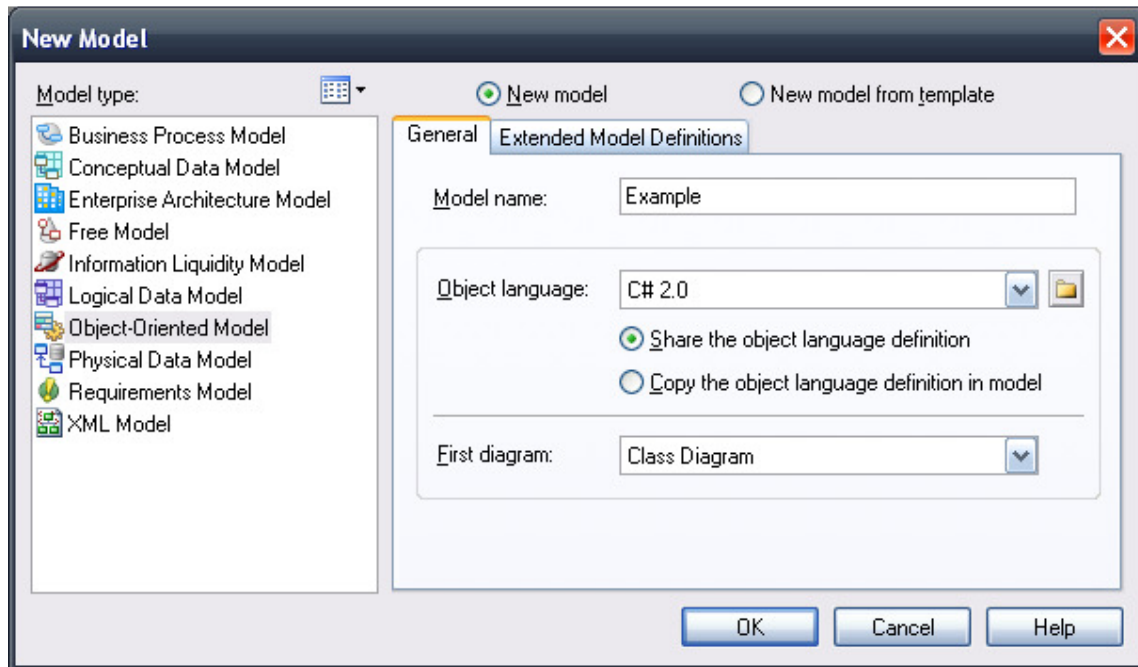 New Model
Model type:
New model
New model from template
Business Process Model
Conceptual Data Model
Enterprise Architecture Model
Free Model
Information Liquidity Model
Logical Data Model
Object-Oriented Model
Physical Data Model
Requirements Model
XML Model
General
Extended Model Definitions
Model name:
Example
Object language:
C# 2.0
Share the object language definition
Copy the object language definition in model
First diagram:
Class Diagram
OK
Cancel
Help